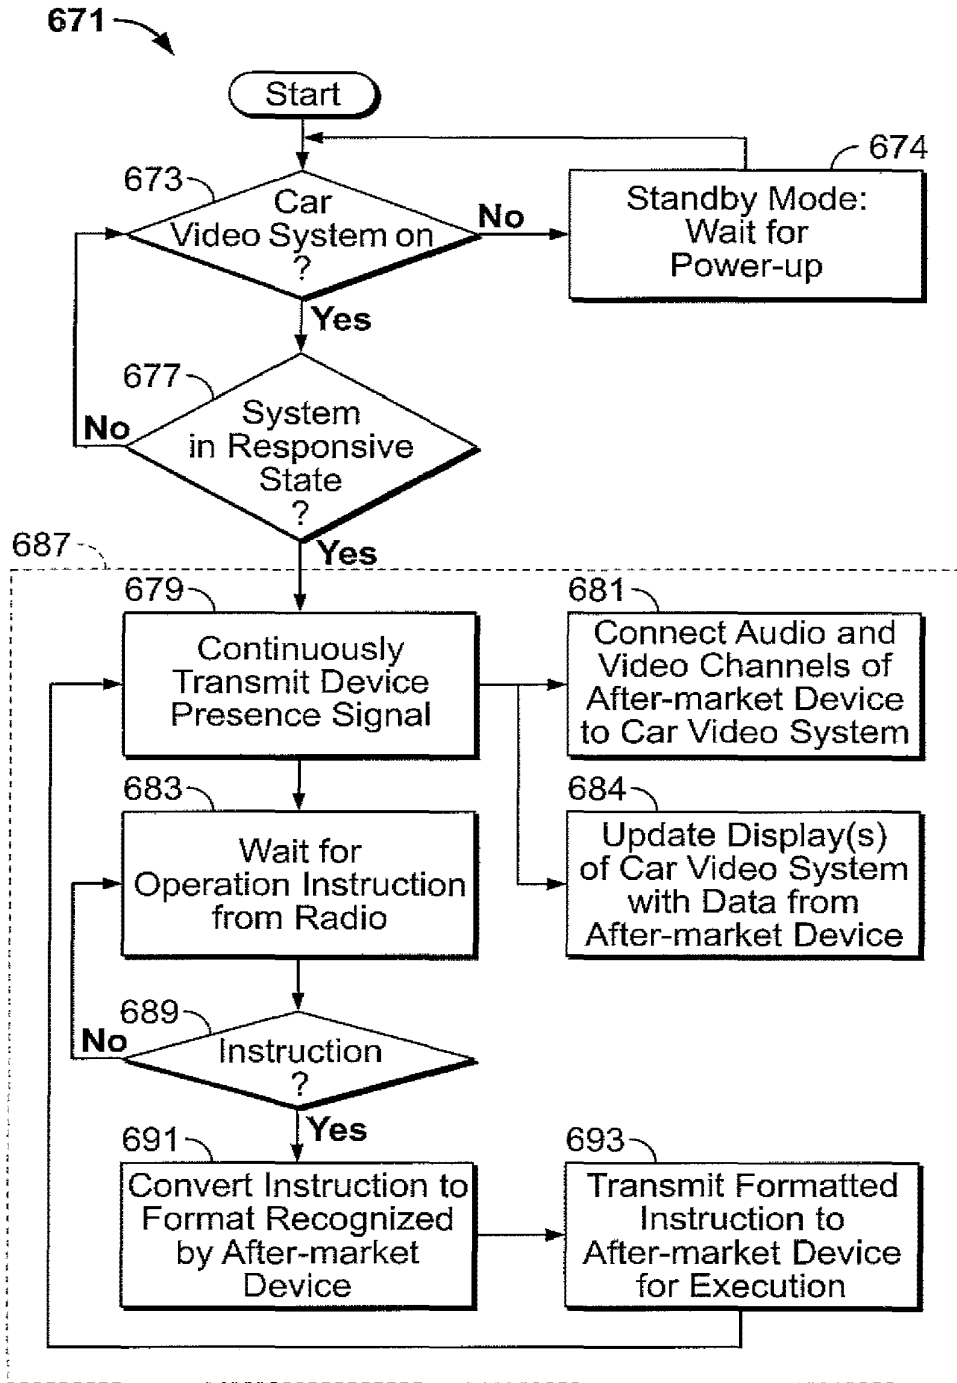 671
Start
673
Car
Video System on
?
No
674
Standby Mode:
Wait for
Power-up
Yes
677
System
in Responsive
State
?
No
Yes
687
679
Continuously
Transmit Device
Presence Signal
681
Connect Audio and
Video Channels of
After-market Device
to Car Video System
683
Wait for
Operation Instruction
from Radio
684
Update Display(s)
of Car Video System
with Data from
After-market Device
689
Instruction
?
No
Yes
691
Convert Instruction to
Format Recognized
by After-market
Device
693
Transmit Formatted
Instruction to
After-market Device
for Execution